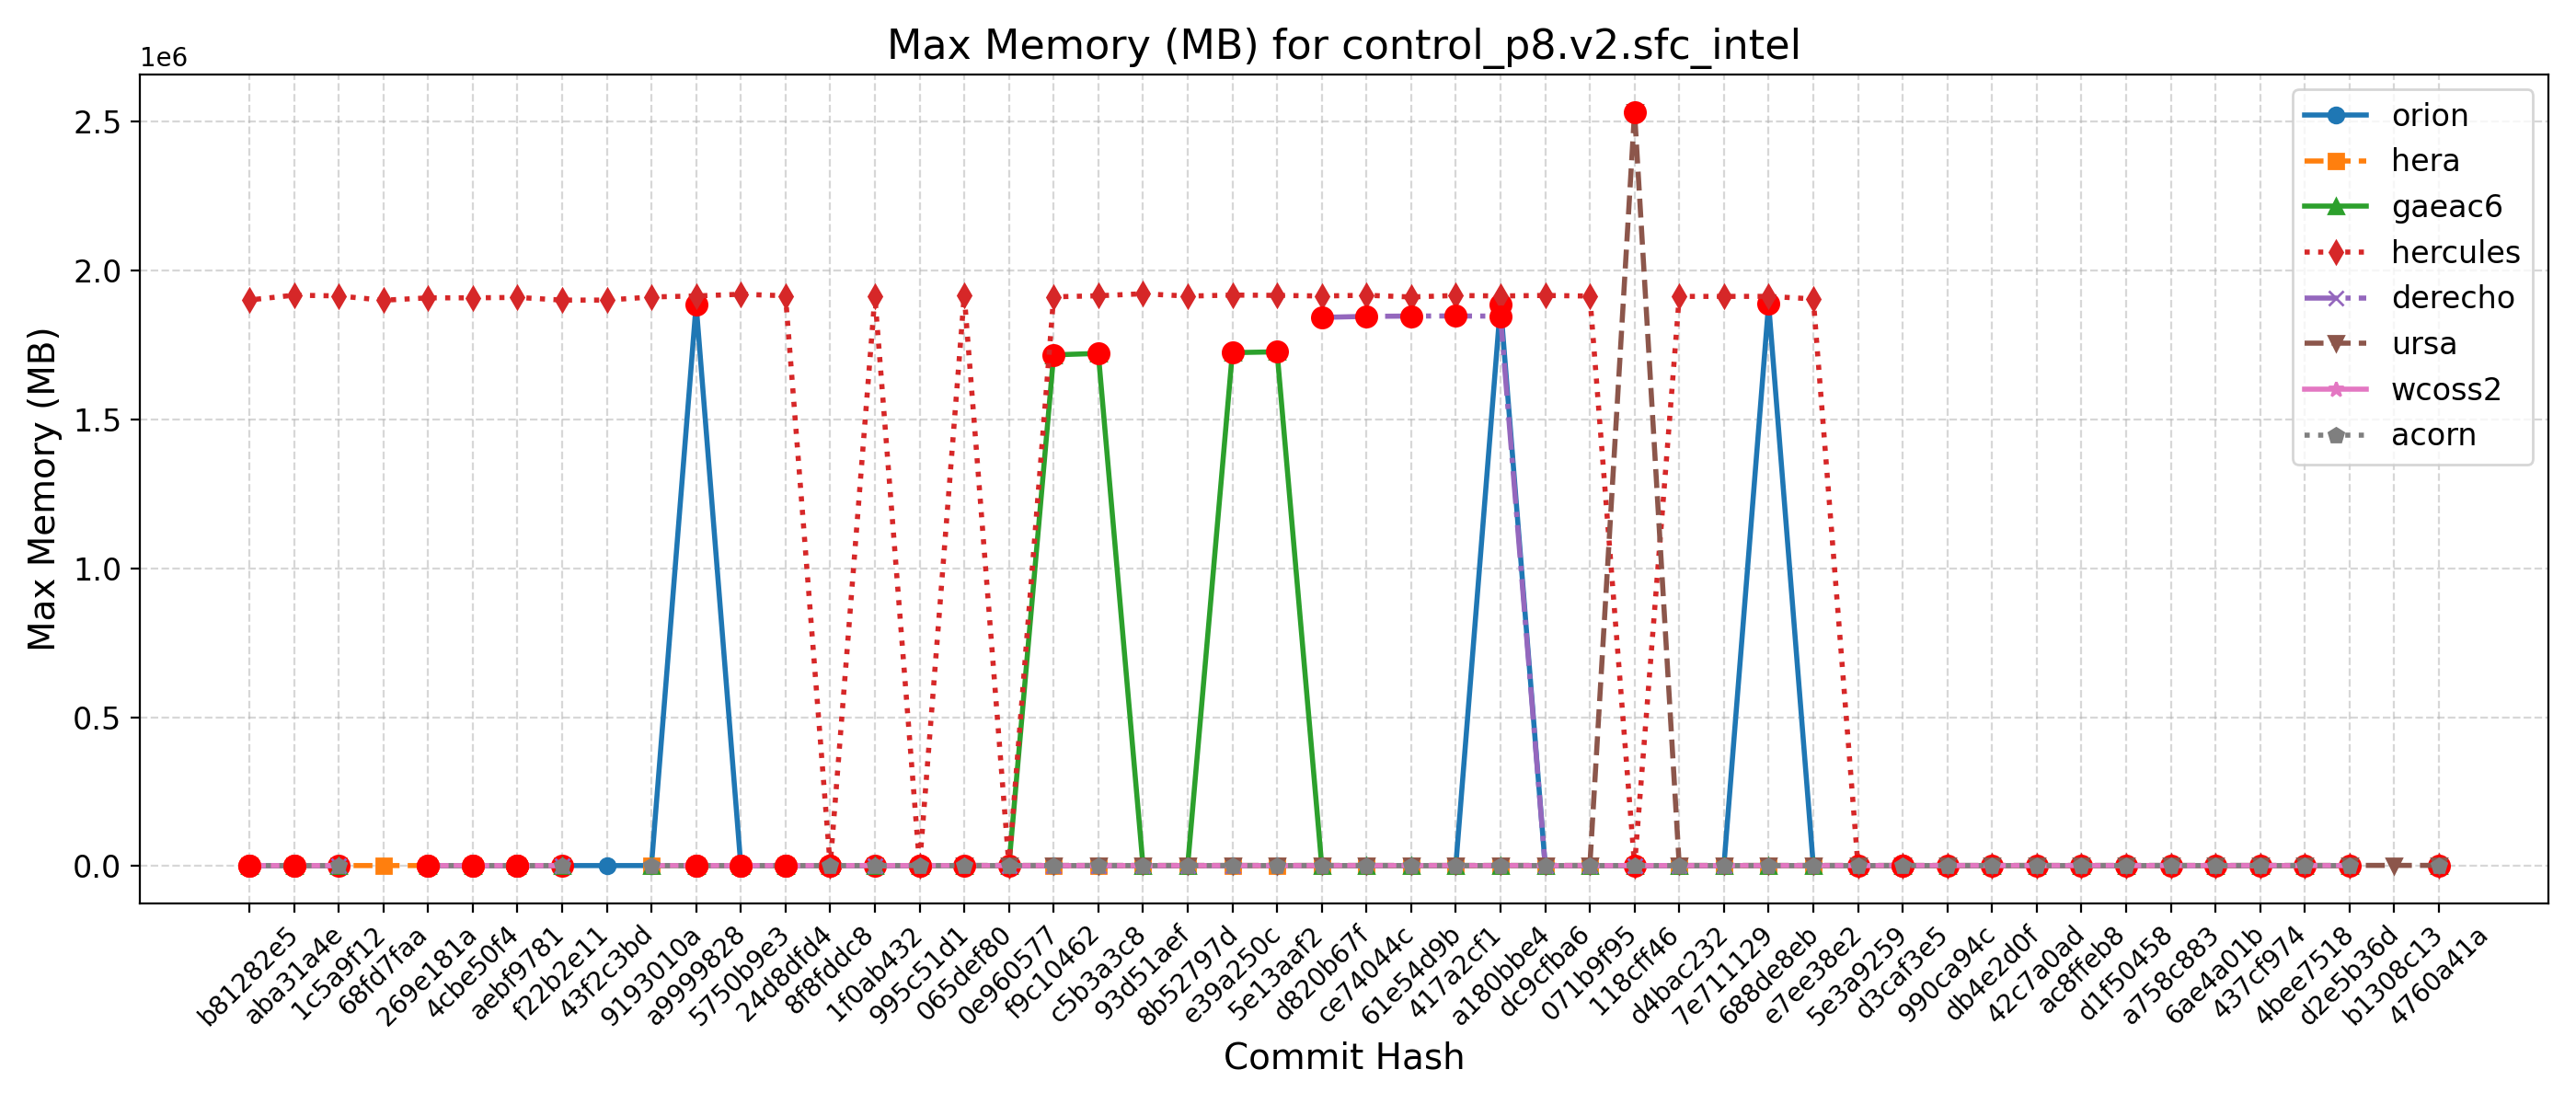 Max Memory (MB) for control_p8.v2.sfc_intel
1e6
2.5
2.0
1.5
1.0
0.5
0.0
Max Memory (MB)
orion
hera
gaeac6
hercules
derecho
ursa
wcoss2
acorn
b81282e5
aba31a4e
1c5a9f12
68fd7faa
269e181a
4cbe50f4
aebf9781
f22b2e11
43f2c3bd
9193010a
a9999828
5750b9e3
24d8dfd4
8f8fddc8
1f0ab432
995c51d1
065def80
0e960577
f9c10462
c5b3a3c8
93d51aef
8b52797d
e39a250c
5e13aaf2
d820b67f
ce74044c
61e54d9b
417a2cf1
a180bbe4
dc9cfba6
071b9f95
118cff46
d4bac232
7e711129
688de8eb
e7ee38e2
5e3a9259
d3caf3e5
990ca94c
db4e2d0f
42c7a0ad
ac8ffeb8
d1f50458
a758c883
6ae4a01b
437cf974
4bee7518
d2e5b36d
b1308c13
4760a41a
Commit Hash